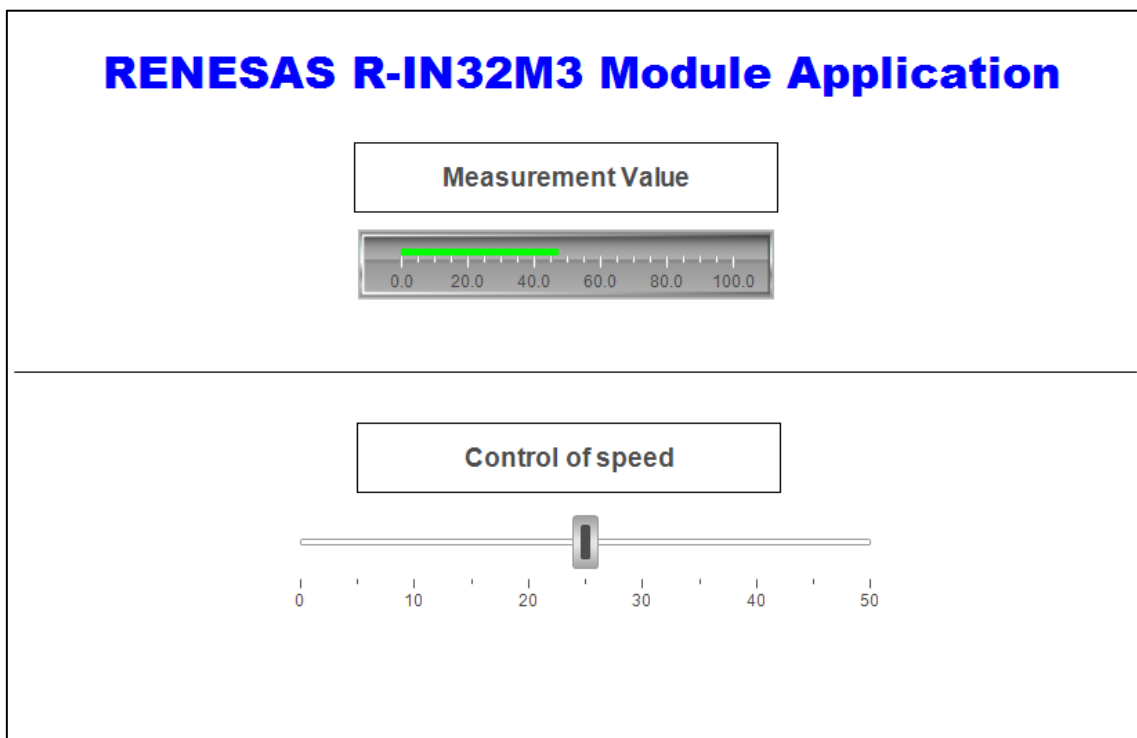 RENESAS R-IN32M3 Module Application
Measurement Value
0.0 20.0 40.0 60.0 80.0 100.0
Control of speed
0 10 20 30 40 50